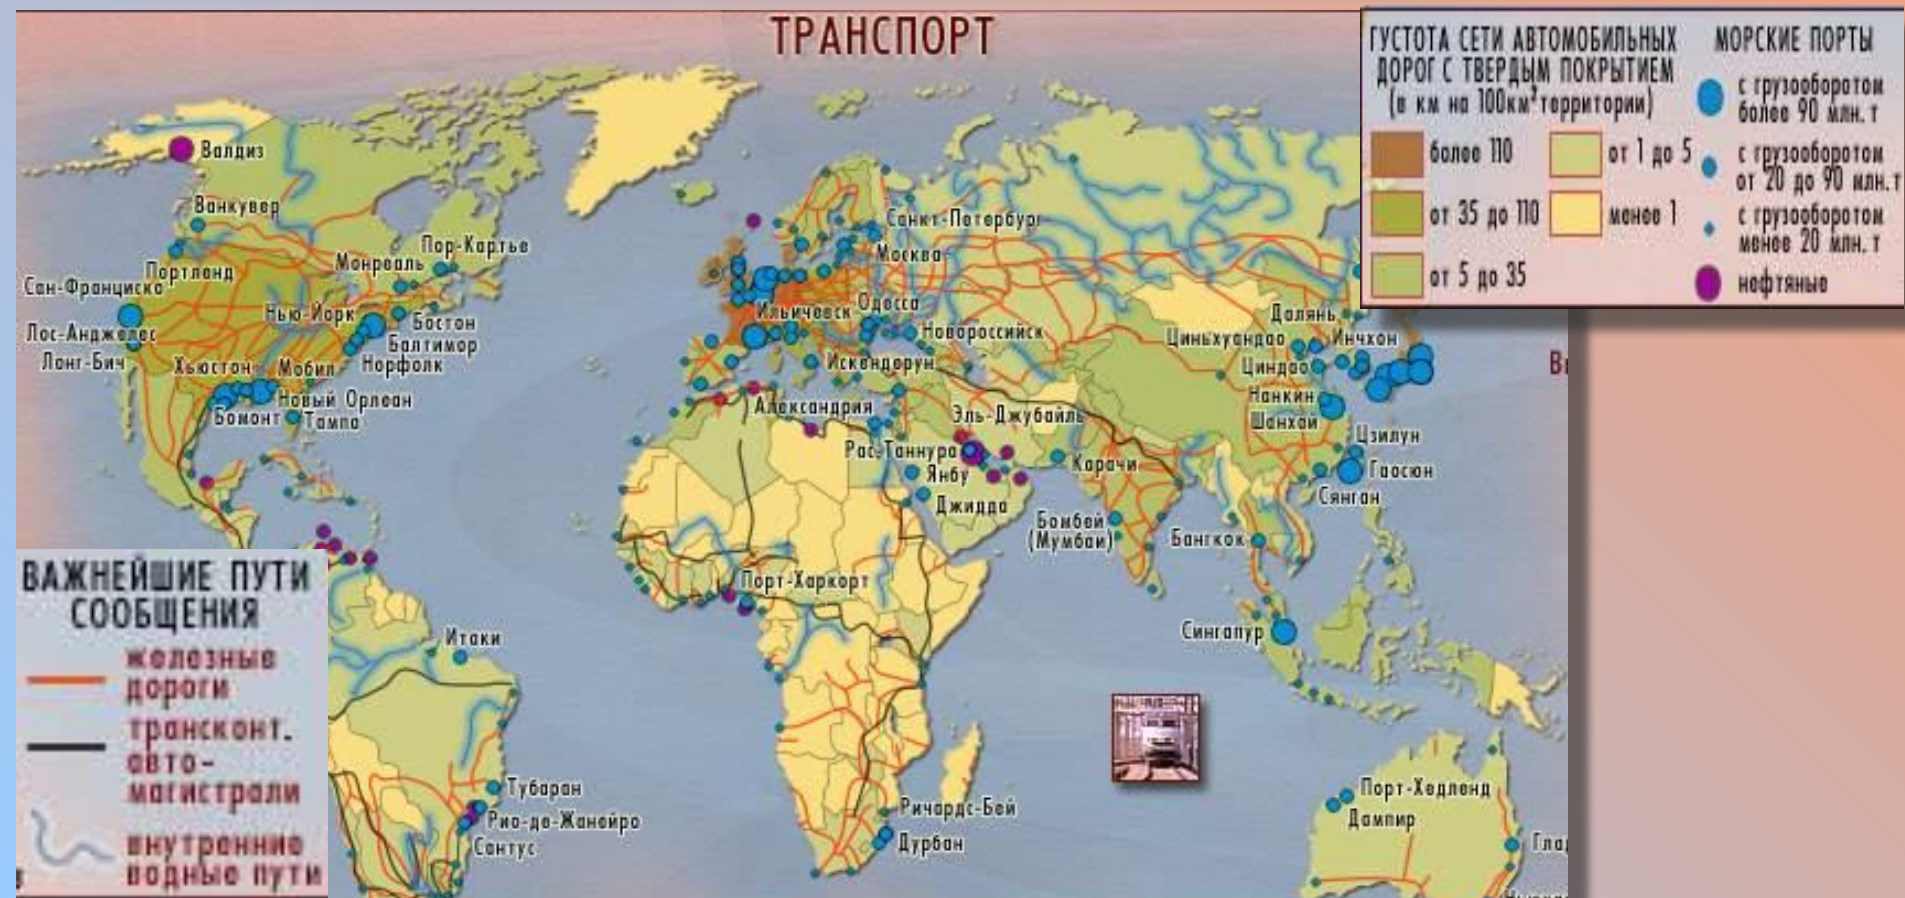 ТРАНСПОРТ
ГУСТОТА СЕТИ АВТОМОБИЛЬНЫХ
ДОРОГ С ТВЕРДЫМ ПОКРЫТИЕМ
(в км на 100км² территории)
более 110
от 35 до 110
от 5 до 35
от 1 до 5
менее 1
МОРСКИЕ ПОРТЫ
с грузооборотом
более 90 млн. т
с грузооборотом
от 20 до 90 млн. т
с грузооборотом
менее 20 млн. т
нефтяные
Валдиз
Ванкувер
Пор-Картье
Монреаль
Портленд
Сан-Франциско
Нью-Йорк
Бостон
Лос-Анджелес
Балтимор
Лонг-Бич
Хьюстон
Мобил
Норфолк
Новый Орлеан
Бомонт
Тампа
Санкт-Петербург
Москва
Ильичевск
Одесса
Новороссийск
Искендерун
Александрия
Эль-Джубайль
Рас-Таннура
Янбу
Джидда
Карачи
Бомбей
(Мумбаи)
Бангкок
Порт-Харкорт
Далянь
Циньхуандао
Инчхон
Циндао
Нанкин
Шанхай
Цзилун
Гаосюн
Сянган
Сингапур
Итаки
Тубаран
Рио-де-Жанейро
Сантус
Ричардс-Бей
Дурбан
Порт-Хедленд
Дампир
Гла
ВАЖНЕЙШИЕ ПУТИ
СООБЩЕНИЯ
железные
дороги
трансконт.
авто-
магистрали
внутренние
водные пути